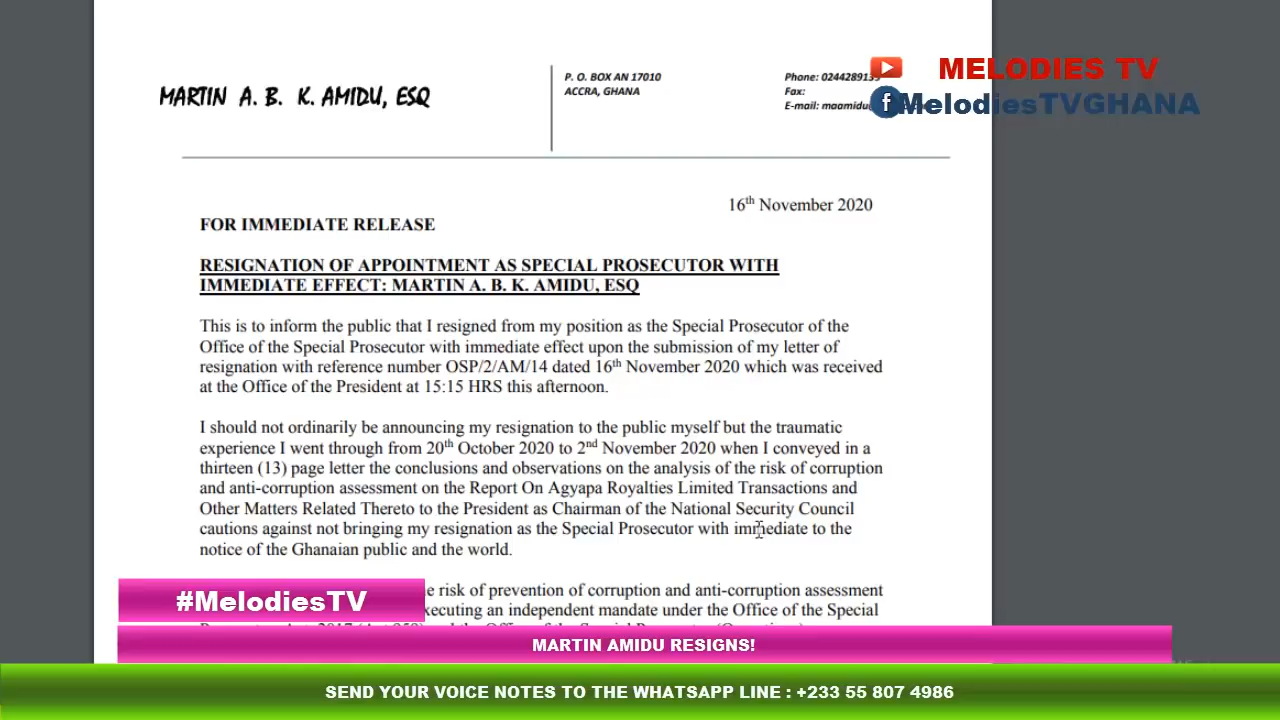 MARTIN A. B. K. AMIDU, ESQ
P. O. BOX AN 17010
ACCRA, GHANA
Phone: 0244289139
Fax:
E-mail: maamidu
MELODIES TV
MelodiesTVGHANA
16th November 2020
FOR IMMEDIATE RELEASE
RESIGNATION OF APPOINTMENT AS SPECIAL PROSECUTOR WITH
IMMEDIATE EFFECT: MARTIN A. B. K. AMIDU, ESQ
This is to inform the public that I resigned from my position as the Special Prosecutor of the
Office of the Special Prosecutor with immediate effect upon the submission of my letter of
resignation with reference number OSP/2/AM/14 dated 16th November 2020 which was received
at the Office of the President at 15:15 HRS this afternoon.
I should not ordinarily be announcing my resignation to the public myself but the traumatic
experience I went through from 20th October 2020 to 2nd November 2020 when I conveyed in a
thirteen (13) page letter the conclusions and observations on the analysis of the risk of corruption
and anti-corruption assessment on the Report On Agyapa Royalties Limited Transactions and
Other Matters Related Thereto to the President as Chairman of the National Security Council
cautions against not bringing my resignation as the Special Prosecutor with immediate to the
notice of the Ghanaian public and the world.
risk of prevention of corruption and anti-corruption assessment
executing an independent mandate under the Office of the Special
#MelodiesTV
MARTIN AMIDU RESIGNS!
SEND YOUR VOICE NOTES TO THE WHATSAPP LINE : +233 55 807 4986